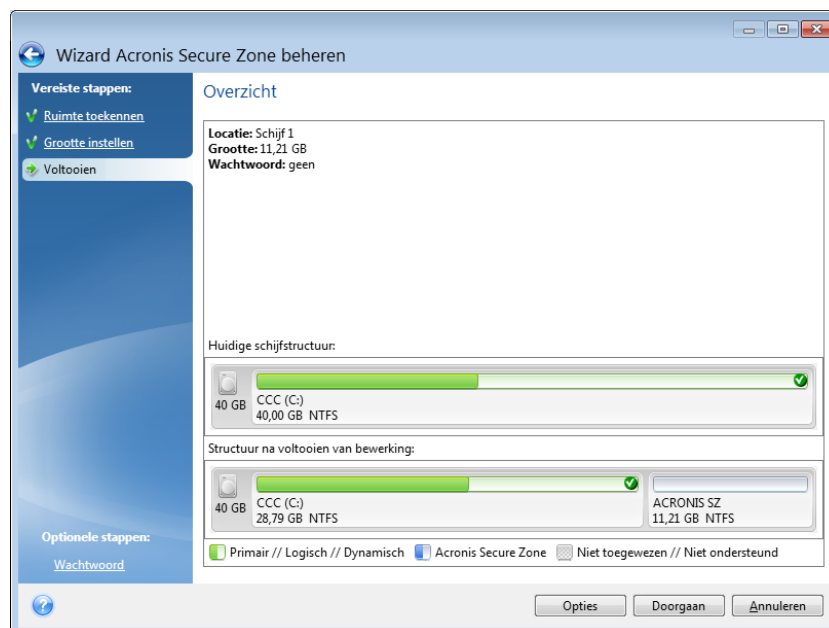 Wizard Acronis Secure Zone beheren
Vereiste stappen:
Ruimte toekennen
Grootte instellen
Voltooien
Overzicht
Locatie: Schijf 1
Grootte: 11,21 GB
Wachtwoord: geen
Huidige schijfstructuur:
40 GB
CCC (C:)
40,00 GB NTFS
Structuur na voltooien van bewerking:
40 GB
CCC (C:)
28,79 GB NTFS
ACRONIS SZ
11,21 GB NTFS
Primair // Logisch // Dynamisch
Acronis Secure Zone
Niet toegewezen // Niet ondersteund
Optionele stappen:
Wachtwoord
Opties
Doorgaan
Annuleren